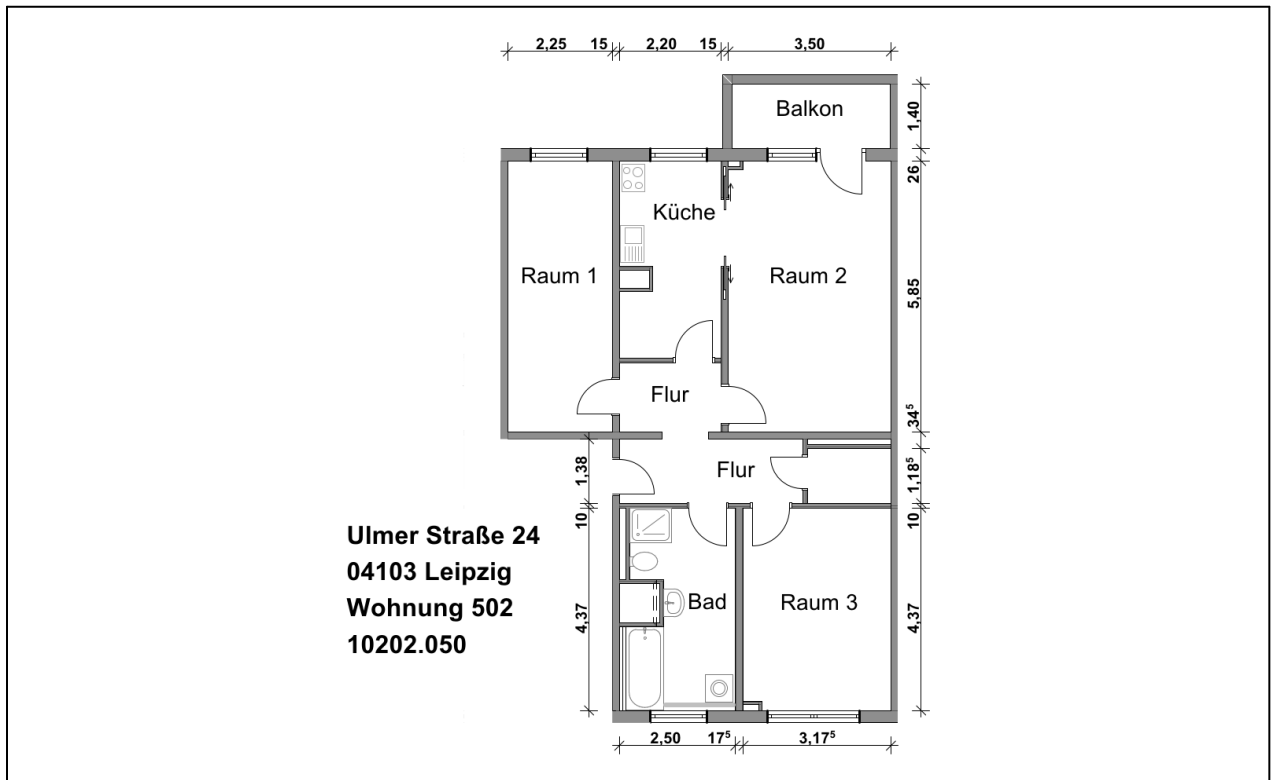 2,25 15 2,20 15 3,50
Balkon
1,40
26
Küche
Raum 1
Raum 2
5,85
Flur
34⁵
1,38
Flur
1,18⁵
10
10
Ulmer Straße 24
04103 Leipzig
Wohnung 502
10202.050
4,37
Bad
Raum 3
4,37
2,50 17⁵ 3,17⁵